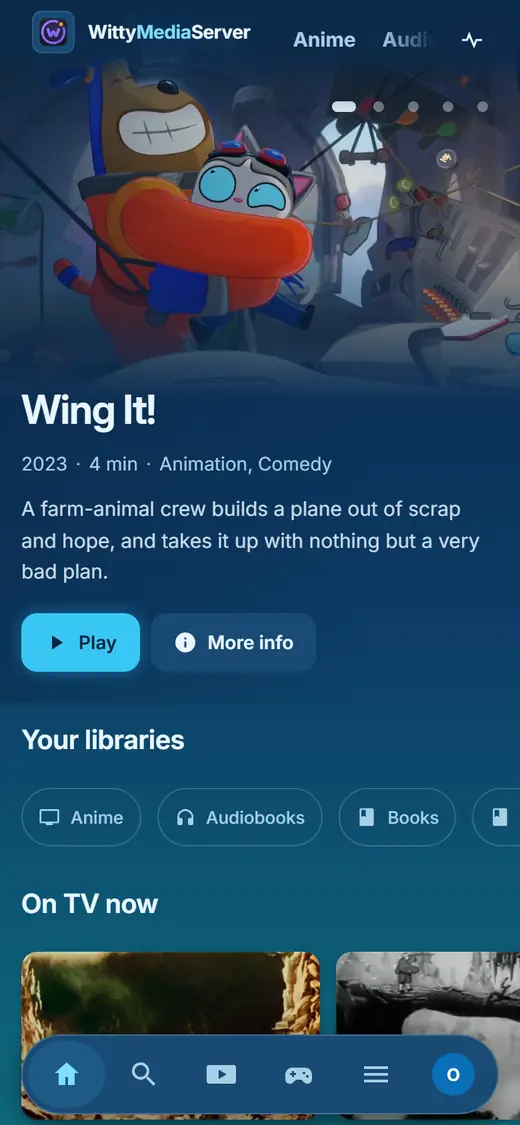 WittyMediaServer
Anime
Wing It!
2023 · 4 min · Animation, Comedy
A farm-animal crew builds a plane out of scrap
and hope, and takes it up with nothing but a very
bad plan.
Play
More info
Your libraries
Anime
Audiobooks
Books
On TV now
O